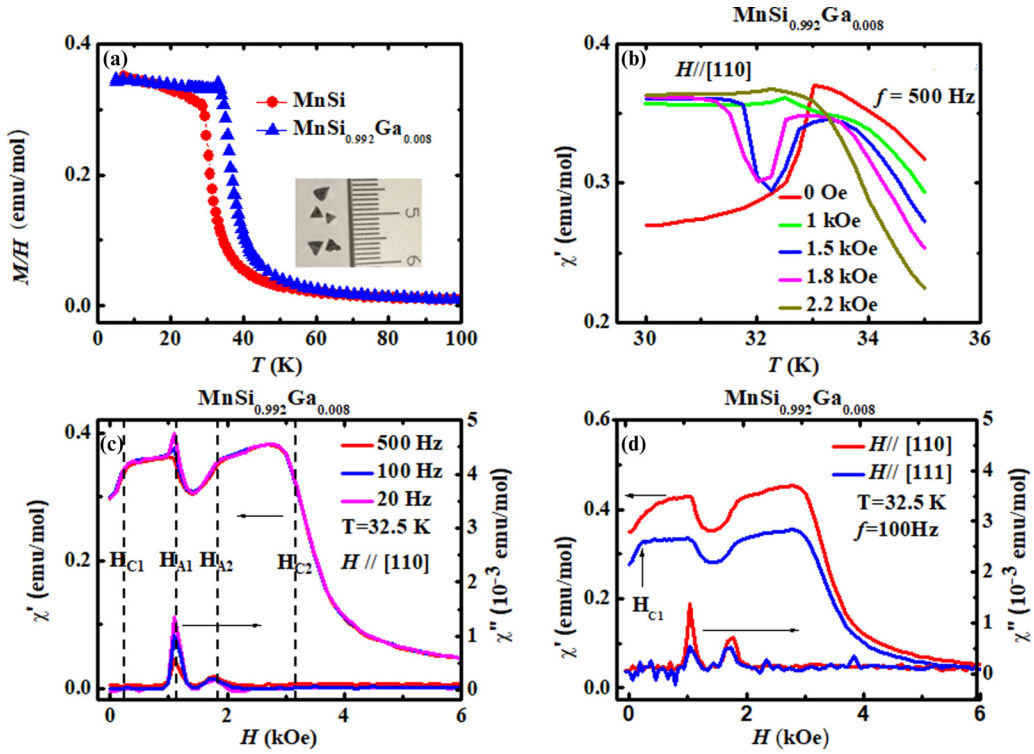 (a)
0.4
0.2
0.0
M/H (emu/mol)
MnSi
MnSi0.992Ga0.008
5
6
0 20 40 60 80 100
T (K)
MnSi0.992Ga0.008
(b)
0.4
0.3
0.2
χ' (emu/mol)
H//[110]
f = 500 Hz
0 Oe
1 kOe
1.5 kOe
1.8 kOe
2.2 kOe
30 32 34 36
T (K)
MnSi0.992Ga0.008
(c)
0.4
0.2
0.0
χ' (emu/mol)
500 Hz
100 Hz
20 Hz
T=32.5 K
H // [110]
HC1 HA1 HA2 HC2
5
4
3
2
1
0
χ" (10-3 emu/mol)
0 2 4 6
H (kOe)
MnSi0.992Ga0.008
(d)
0.6
0.4
0.2
0.0
χ' (emu/mol)
H// [110]
H// [111]
T=32.5 K
f=100Hz
HC1
5
4
3
2
1
0
χ" (10-3 emu/mol)
0 2 4 6
H (kOe)